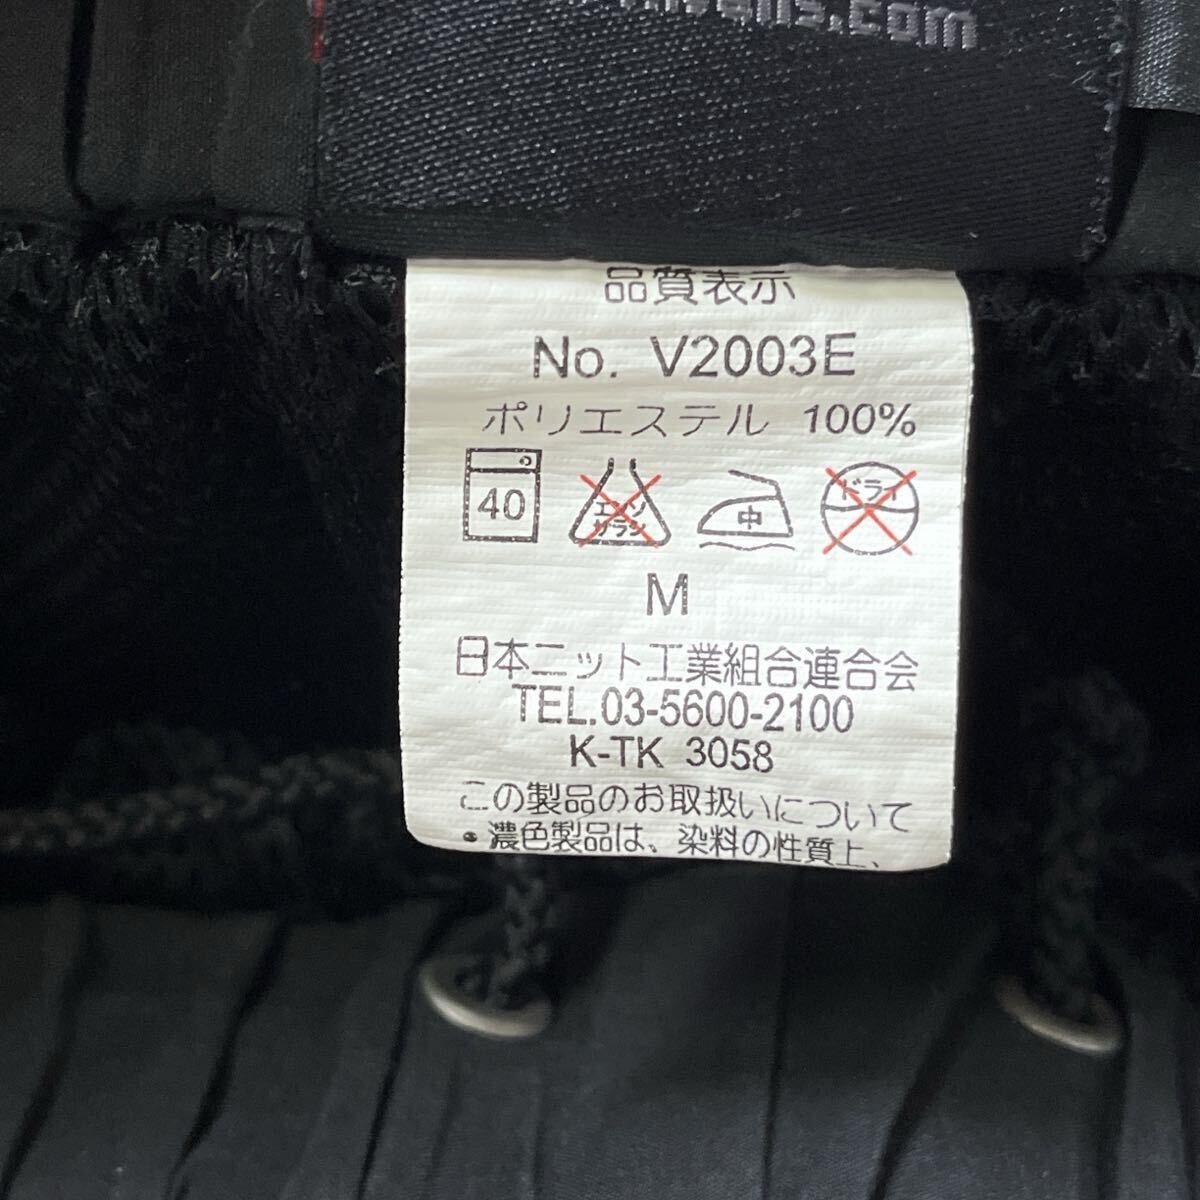 品質表示
No. V2003E
ポリエステル 100%
40 エンソ サラシ 中 ドライ
M
日本ニット工業組合連合会
TEL.03-5600-2100
K-TK 3058
この製品のお取扱いについて
・濃色製品は、染料の性質上、